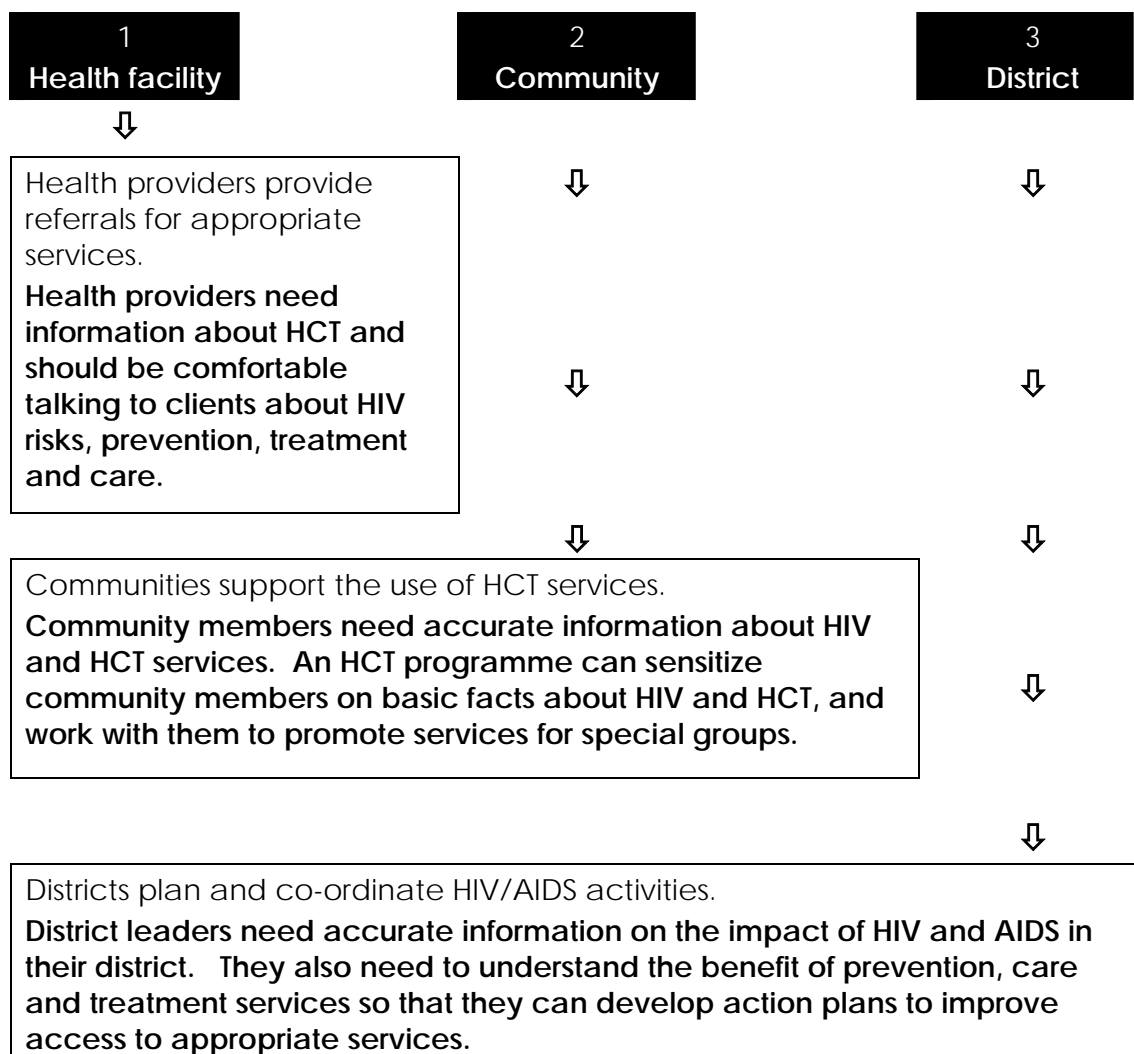 1
Health facility
2
Community
3
District
Health providers provide
referrals for appropriate
services.
Health providers need
information about HCT and
should be comfortable
talking to clients about HIV
risks, prevention, treatment
and care.
Communities support the use of HCT services.
Community members need accurate information about HIV
and HCT services.  An HCT programme can sensitize
community members on basic facts about HIV and HCT, and
work with them to promote services for special groups.
Districts plan and co-ordinate HIV/AIDS activities.
District leaders need accurate information on the impact of HIV and AIDS in
their district.   They also need to understand the benefit of prevention, care
and treatment services so that they can develop action plans to improve
access to appropriate services.